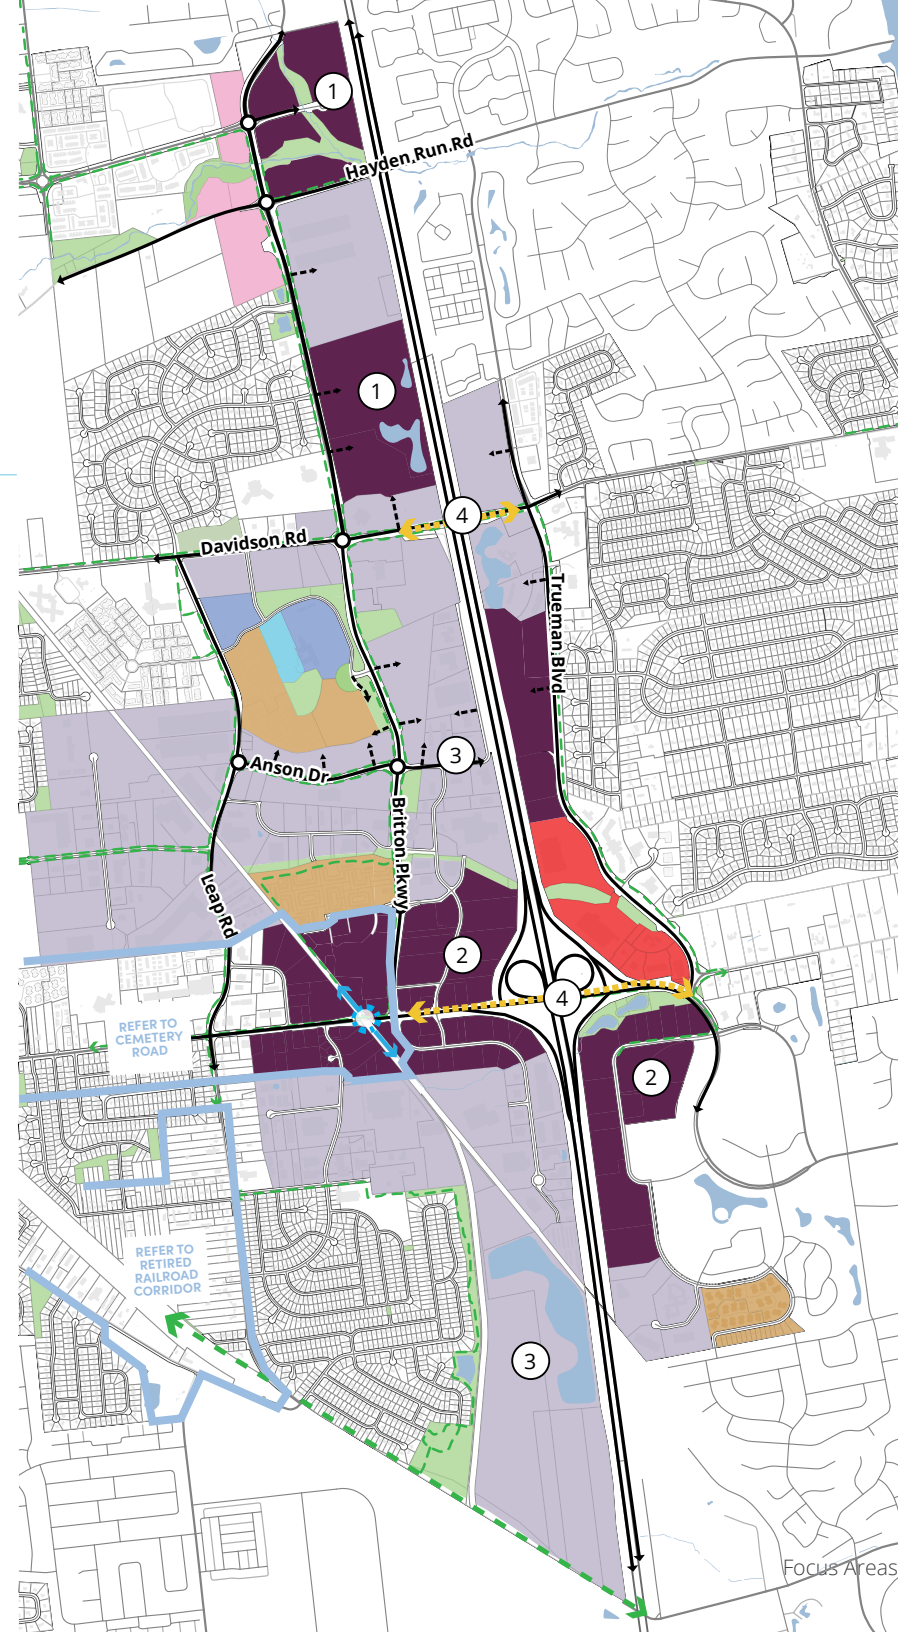 1
Hayden Run Rd
1
4
Davidson Rd
Trueman Blvd
3
Anson Dr
Britton Pkwy
Leap Rd
2
4
REFER TO
CEMETERY
ROAD
2
REFER TO
RETIRED
RAILROAD
CORRIDOR
3
Focus Areas